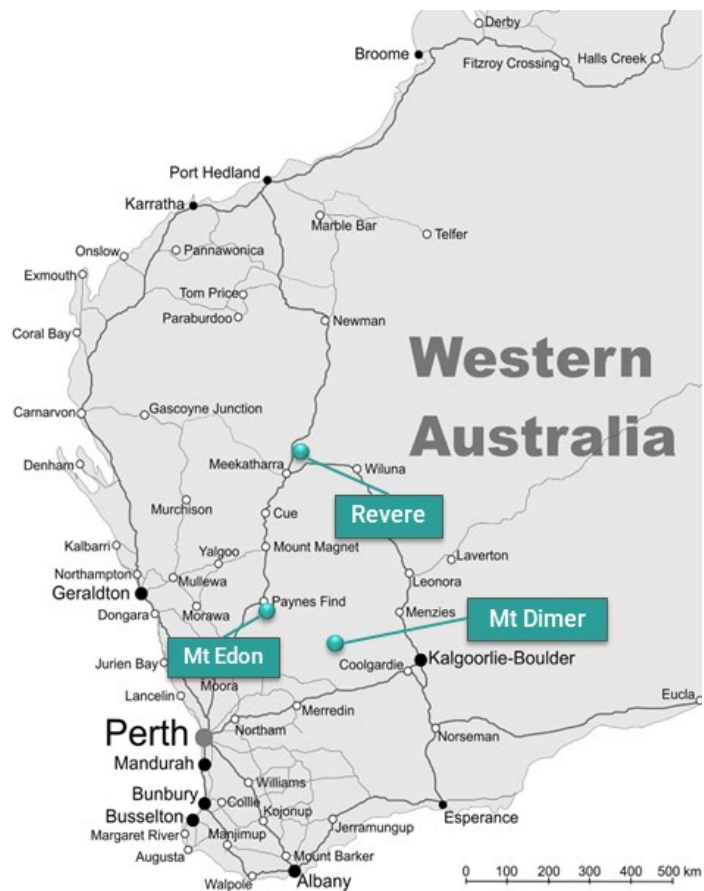 Derby
Broome
Fitzroy Crossing
Halls Creek
Port Hedland
Karratha
Marble Bar
Telfer
Onslow
Pannawonica
Exmouth
Tom Price
Paraburdoo
Newman
Coral Bay
Western
Australia
Carnarvon
Gascoyne Junction
Denham
Meekatharra
Wiluna
Murchison
Revere
Cue
Kalbarri
Yalgoo
Mount Magnet
Laverton
Northampton
Mullewa
Leonora
Geraldton
Paynes Find
Dongara
Morawa
Menzies
Mt Dimer
Mt Edon
Jurien Bay
Coolgardie
Kalgoorlie-Boulder
Moora
Lancelin
Merredin
Eucla
Perth
Northam
Norseman
Mandurah
Williams
Bunbury
Collie
Busselton
Kojonup
Esperance
Margaret River
Manjimup
Jerramungup
Augusta
Mount Barker
Walpole
Albany
0 100 200 300 400 500 km